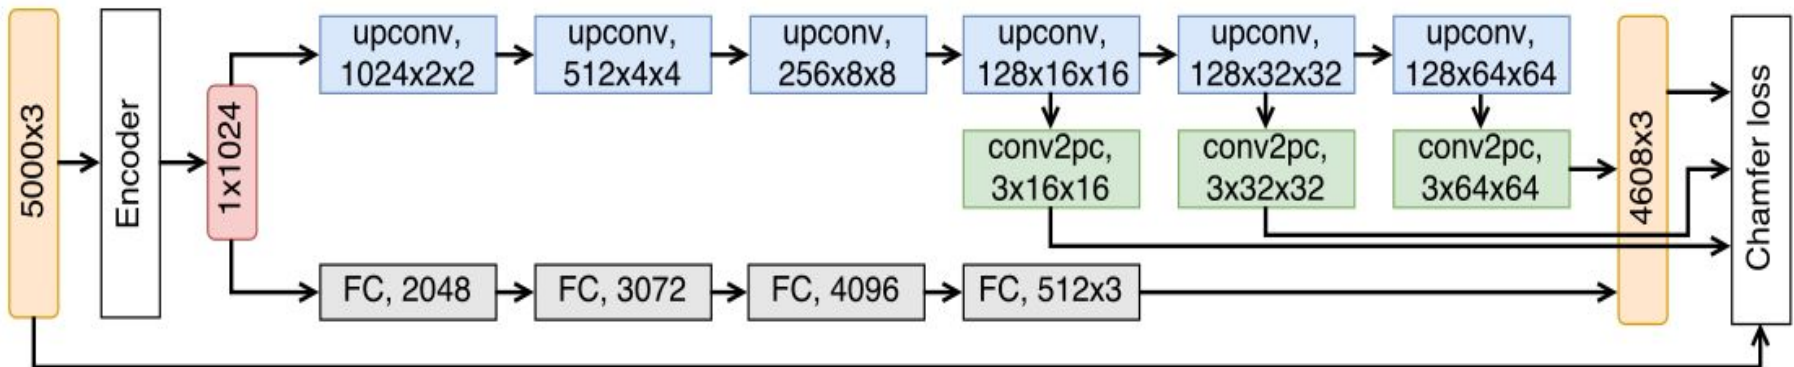 5000x3
Encoder
1x1024
upconv,
1024x2x2
upconv,
512x4x4
upconv,
256x8x8
upconv,
128x16x16
upconv,
128x32x32
upconv,
128x64x64
conv2pc,
3x16x16
conv2pc,
3x32x32
conv2pc,
3x64x64
FC, 2048
FC, 3072
FC, 4096
FC, 512x3
4608x3
Chamfer loss